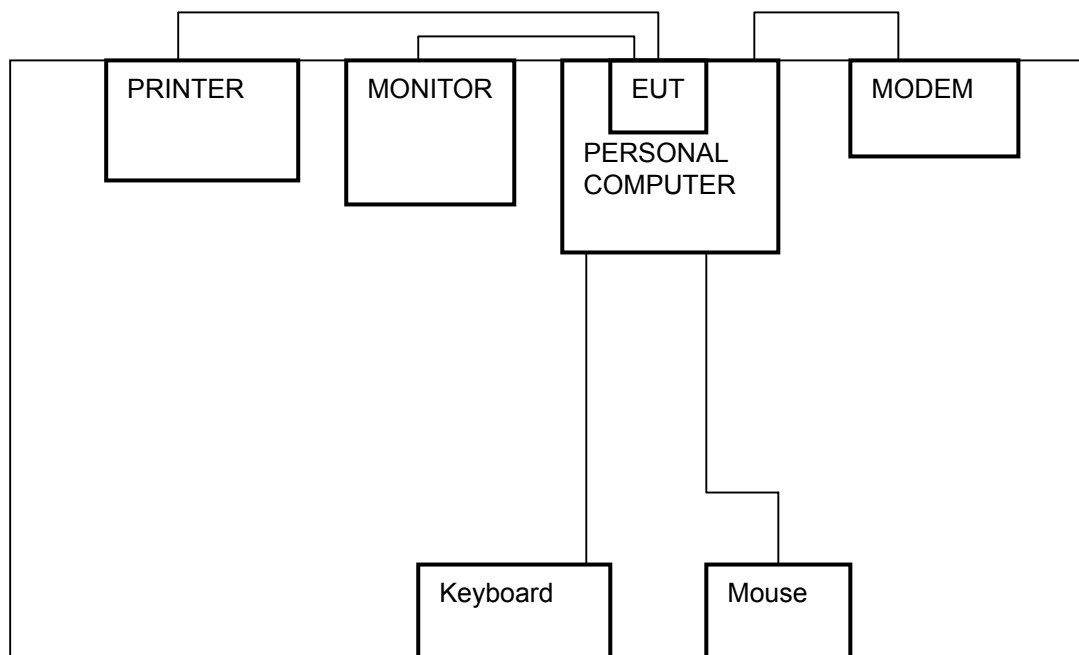 PRINTER
MONITOR
EUT
MODEM
PERSONAL
COMPUTER
Keyboard
Mouse